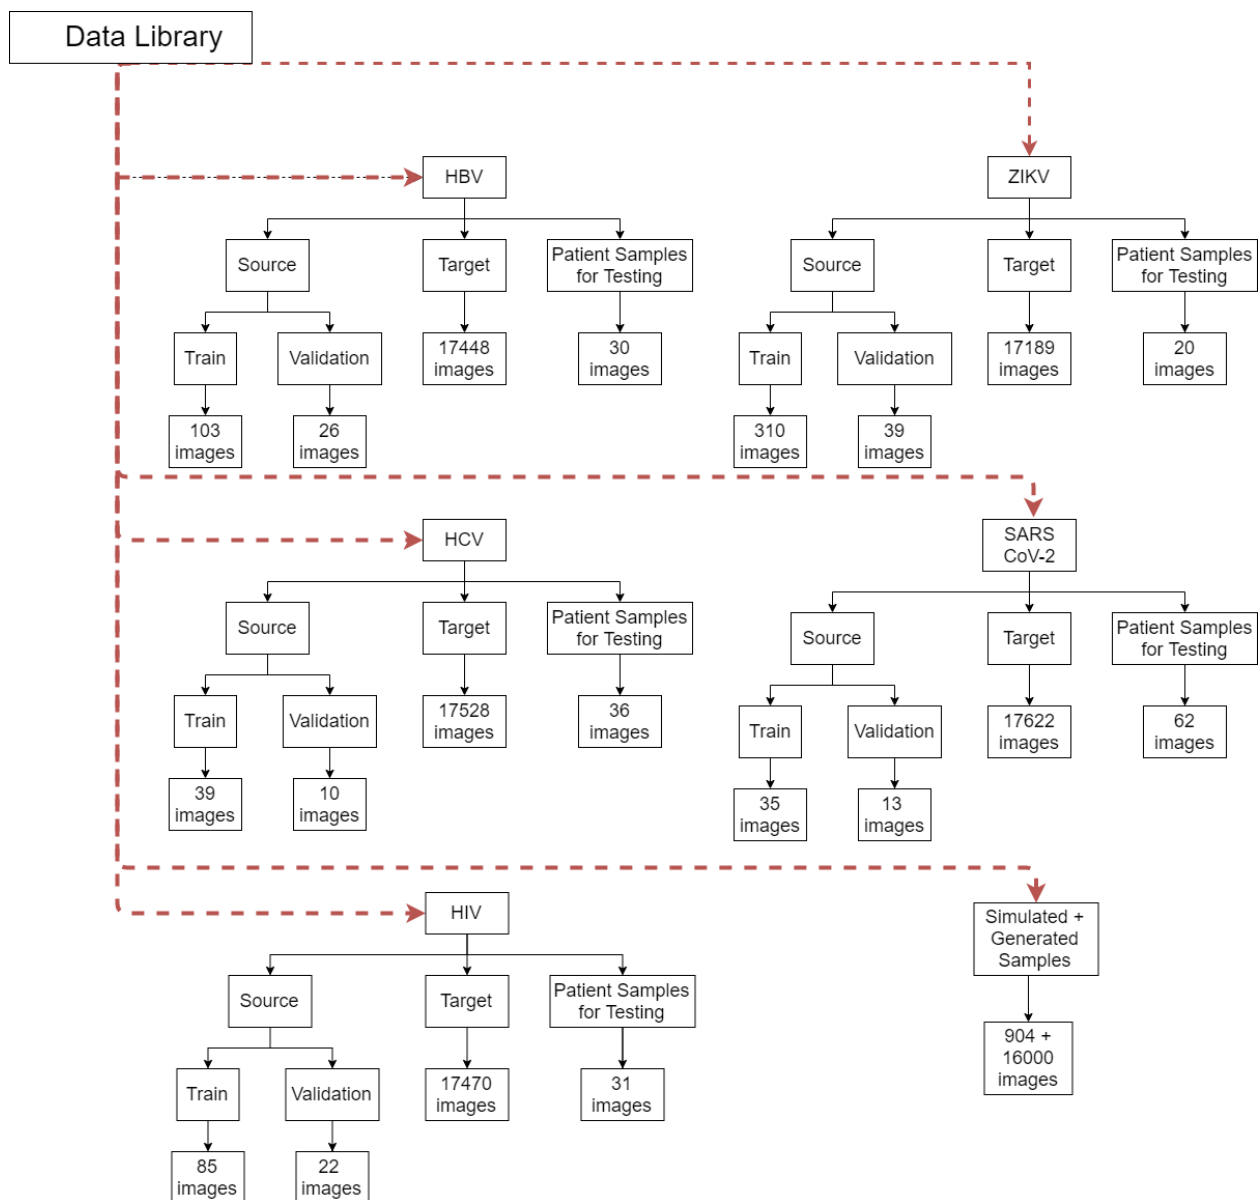 Data Library
HBV
Source
Target
Patient Samples
for Testing
Train
Validation
17448
images
30
images
103
images
26
images
ZIKV
Source
Target
Patient Samples
for Testing
Train
Validation
17189
images
20
images
310
images
39
images
HCV
Source
Target
Patient Samples
for Testing
Train
Validation
17528
images
36
images
39
images
10
images
SARS
CoV-2
Source
Target
Patient Samples
for Testing
Train
Validation
17622
images
62
images
35
images
13
images
HIV
Source
Target
Patient Samples
for Testing
Train
Validation
17470
images
31
images
85
images
22
images
Simulated +
Generated
Samples
904 +
16000
images